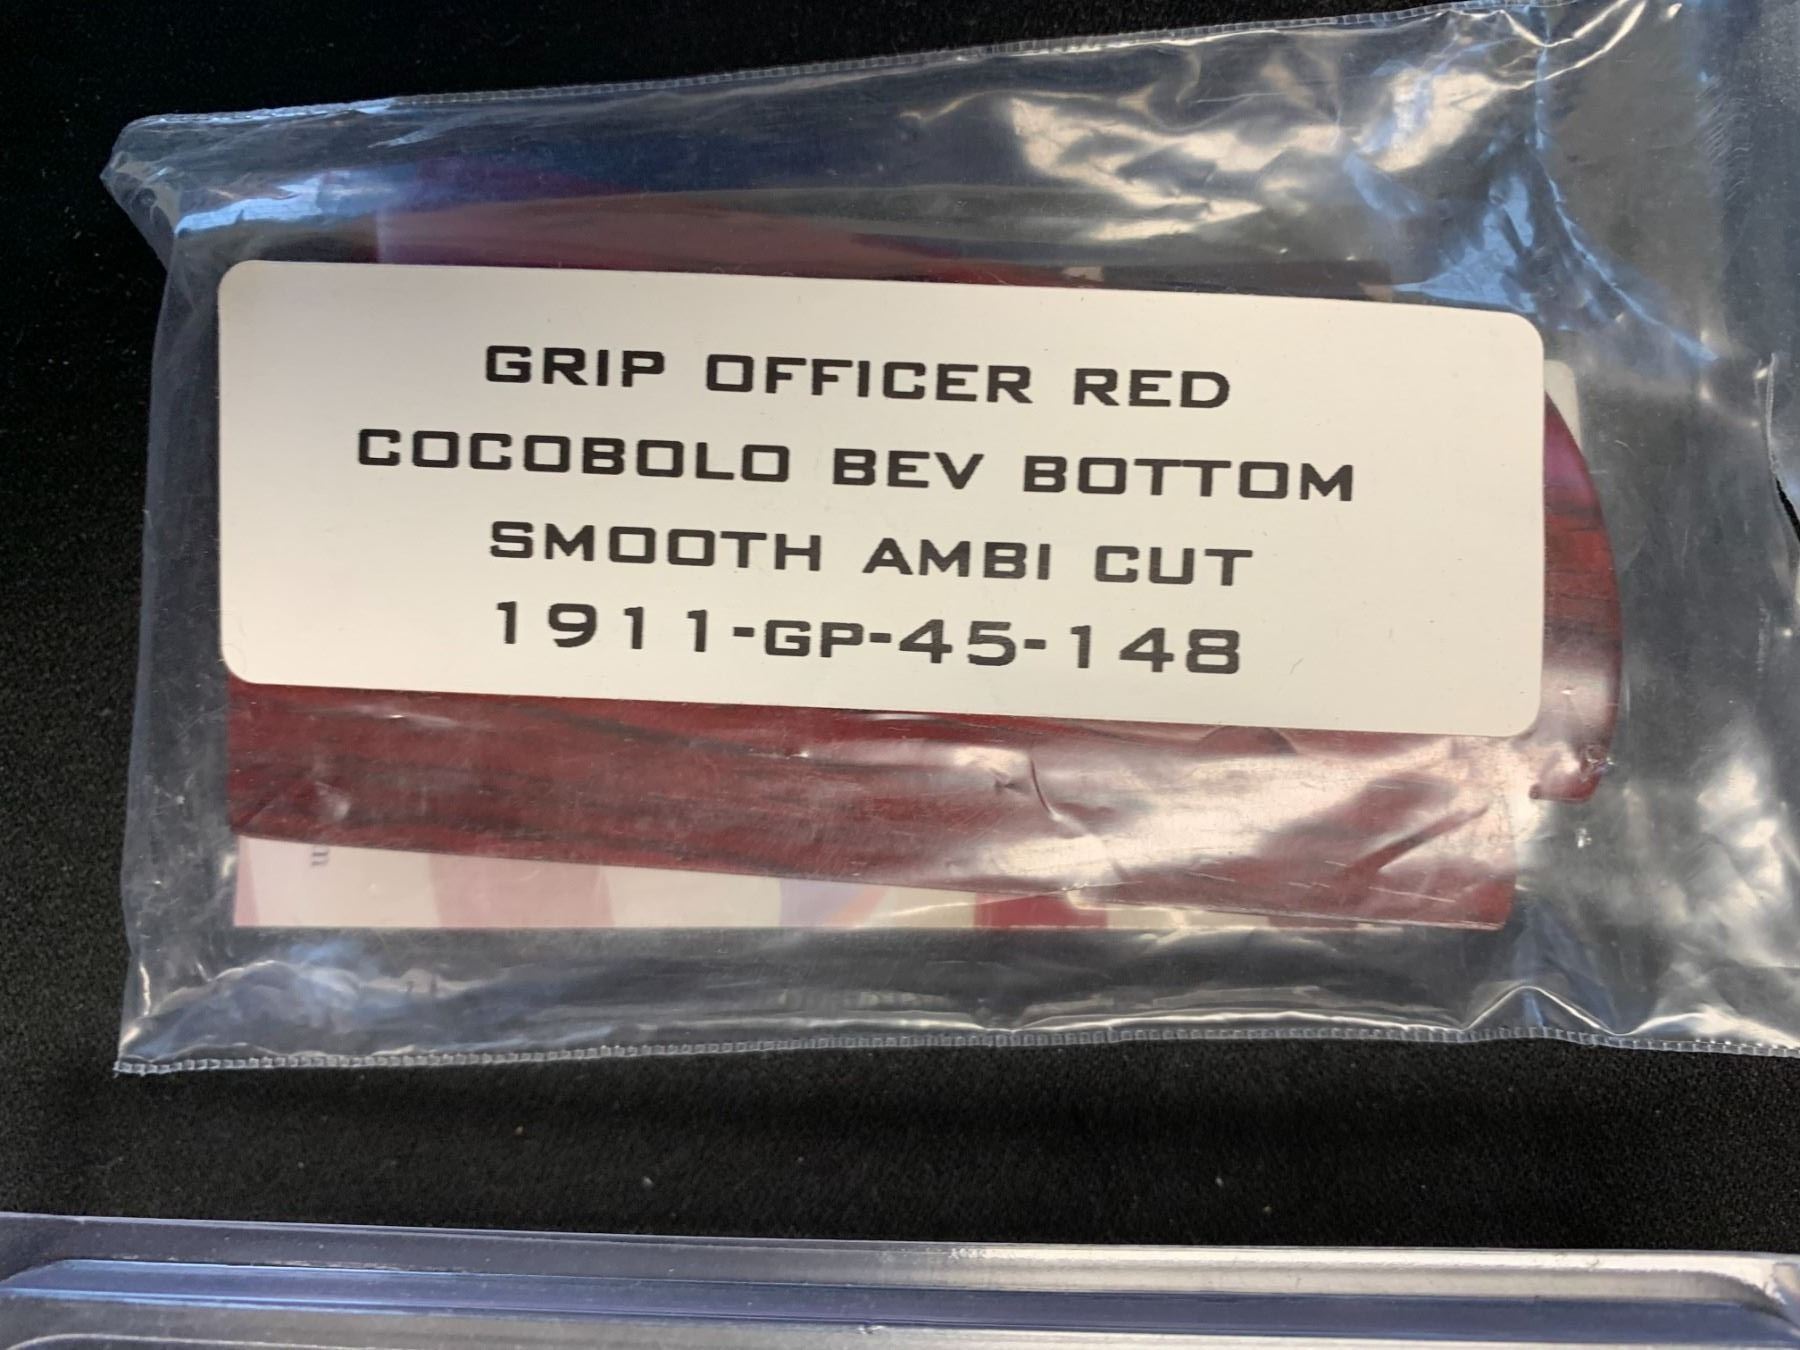 GRIP OFFICER RED
COCOBOLO BEV BOTTOM
SMOOTH AMBI CUT
1911-GP-45-148